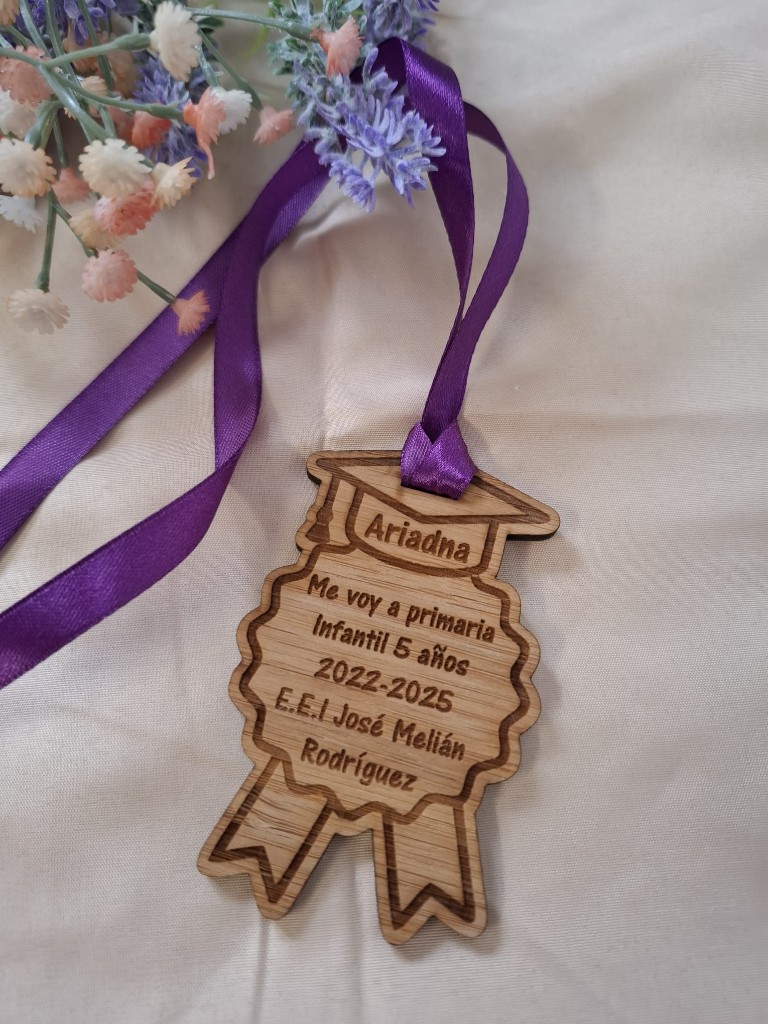 Ariadna
Me voy a primaria
Infantil 5 años
2022-2025
E.E.I José Melián
Rodríguez